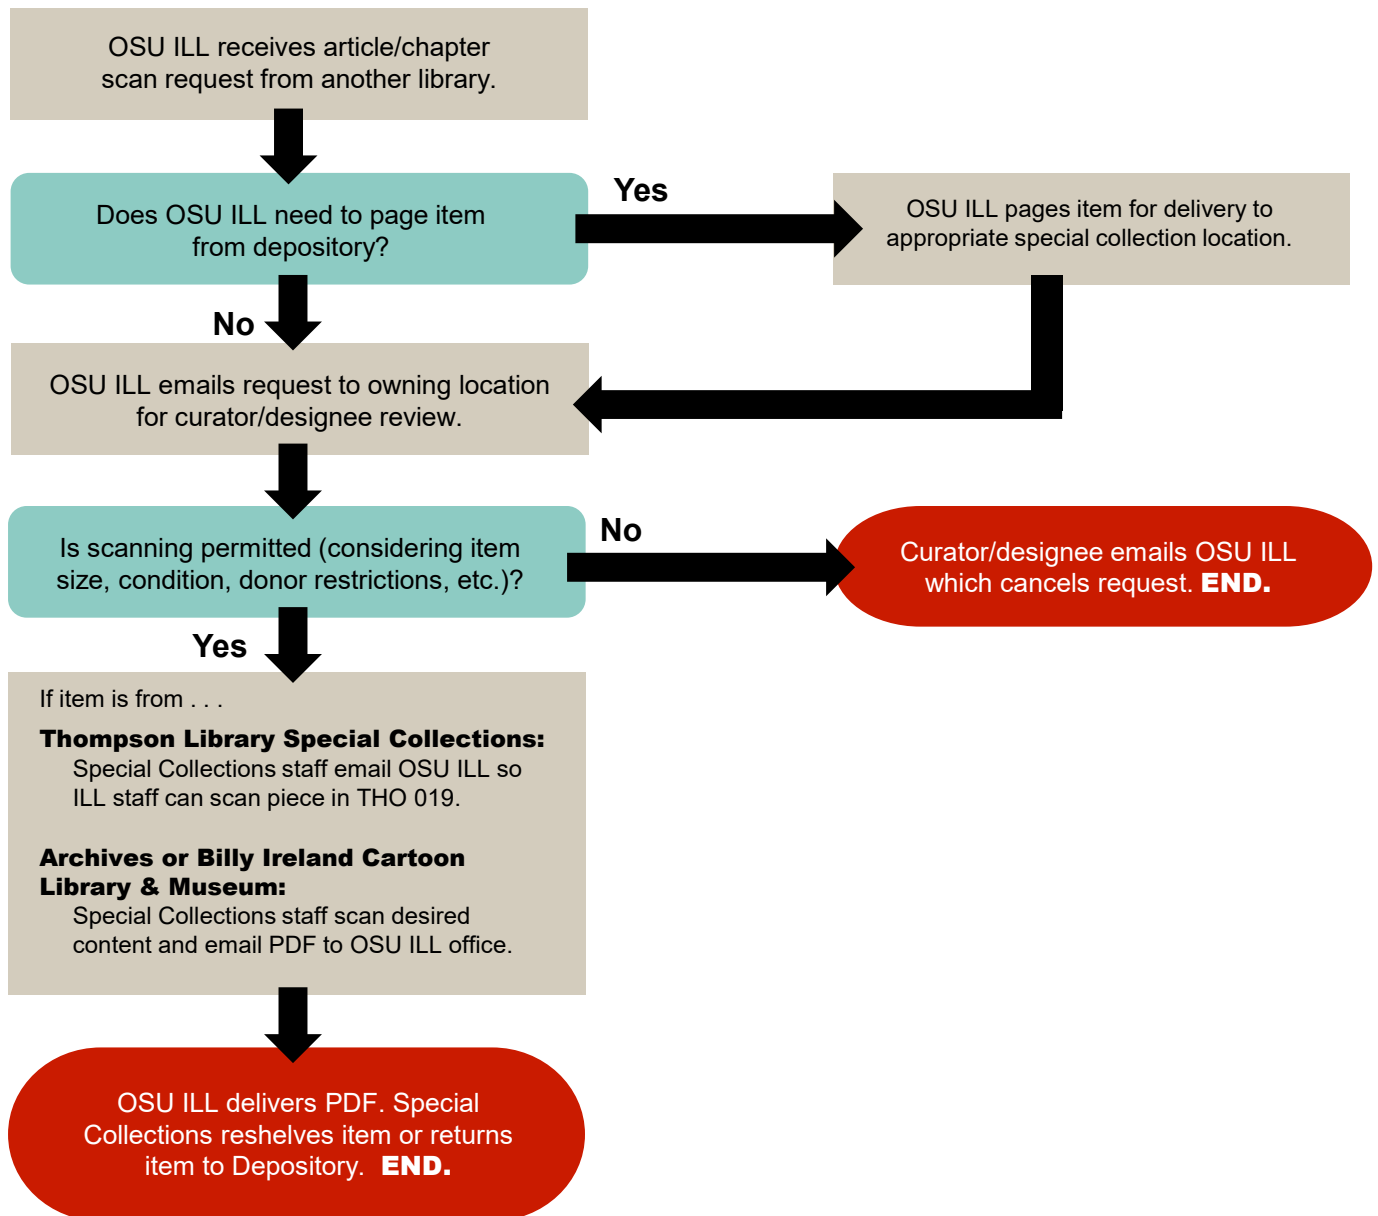 OSU ILL receives article/chapter
scan request from another library.
Does OSU ILL need to page item
from depository?
Yes
OSU ILL pages item for delivery to
appropriate special collection location.
No
OSU ILL emails request to owning location
for curator/designee review.
Is scanning permitted (considering item
size, condition, donor restrictions, etc.)?
No
Curator/designee emails OSU ILL
which cancels request. END.
Yes
If item is from . . .
Thompson Library Special Collections:
Special Collections staff email OSU ILL so
ILL staff can scan piece in THO 019.
Archives or Billy Ireland Cartoon
Library & Museum:
Special Collections staff scan desired
content and email PDF to OSU ILL office.
OSU ILL delivers PDF. Special
Collections reshelves item or returns
item to Depository. END.